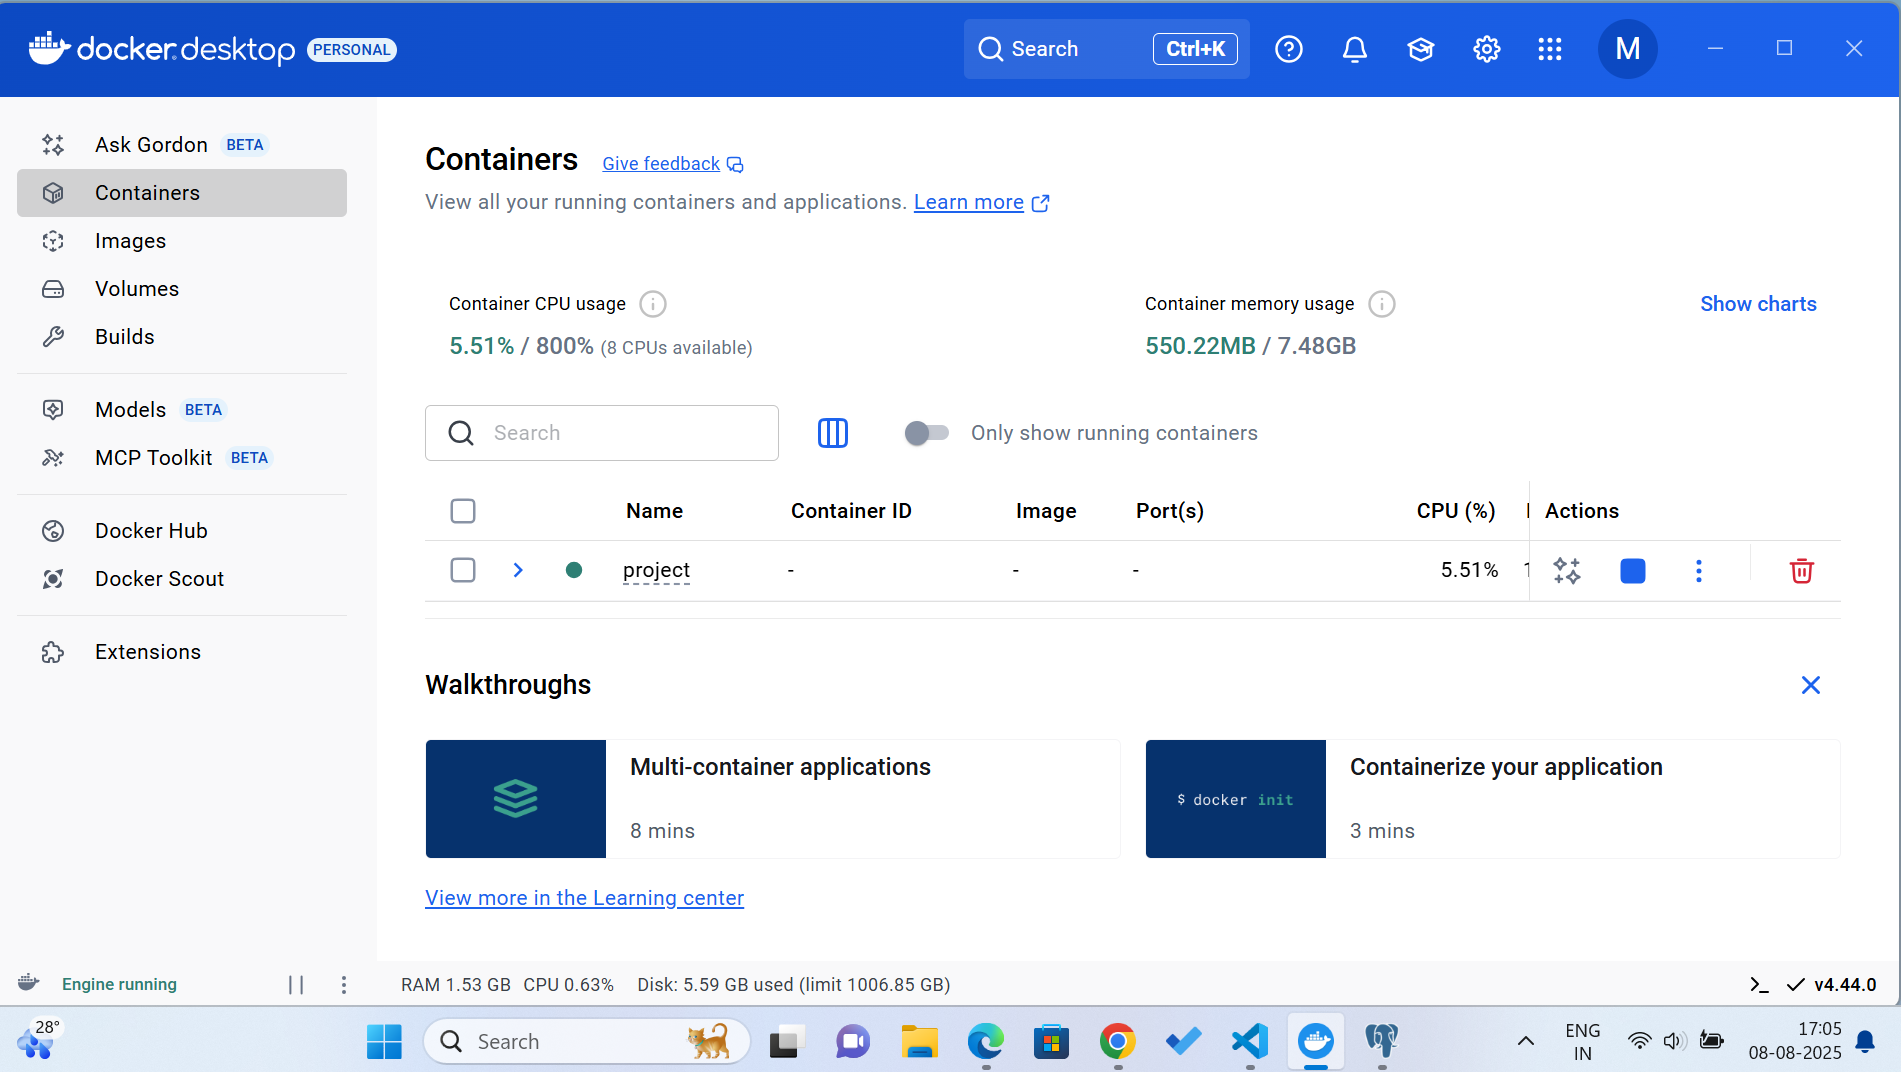 docker.desktop PERSONAL
Search Ctrl+K
M
Ask Gordon BETA
Containers
Images
Volumes
Builds
Models BETA
MCP Toolkit BETA
Docker Hub
Docker Scout
Extensions
Containers Give feedback
View all your running containers and applications. Learn more
Container CPU usage
5.51% / 800% (8 CPUs available)
Container memory usage
550.22MB / 7.48GB
Show charts
Search
Only show running containers
Name Container ID Image Port(s) CPU (%) Actions
project - - - 5.51%
Walkthroughs
Multi-container applications
8 mins
$ docker init
Containerize your application
3 mins
View more in the Learning center
Engine running
RAM 1.53 GB CPU 0.63% Disk: 5.59 GB used (limit 1006.85 GB)
v4.44.0
28°
Search
ENG
IN
17:05
08-08-2025